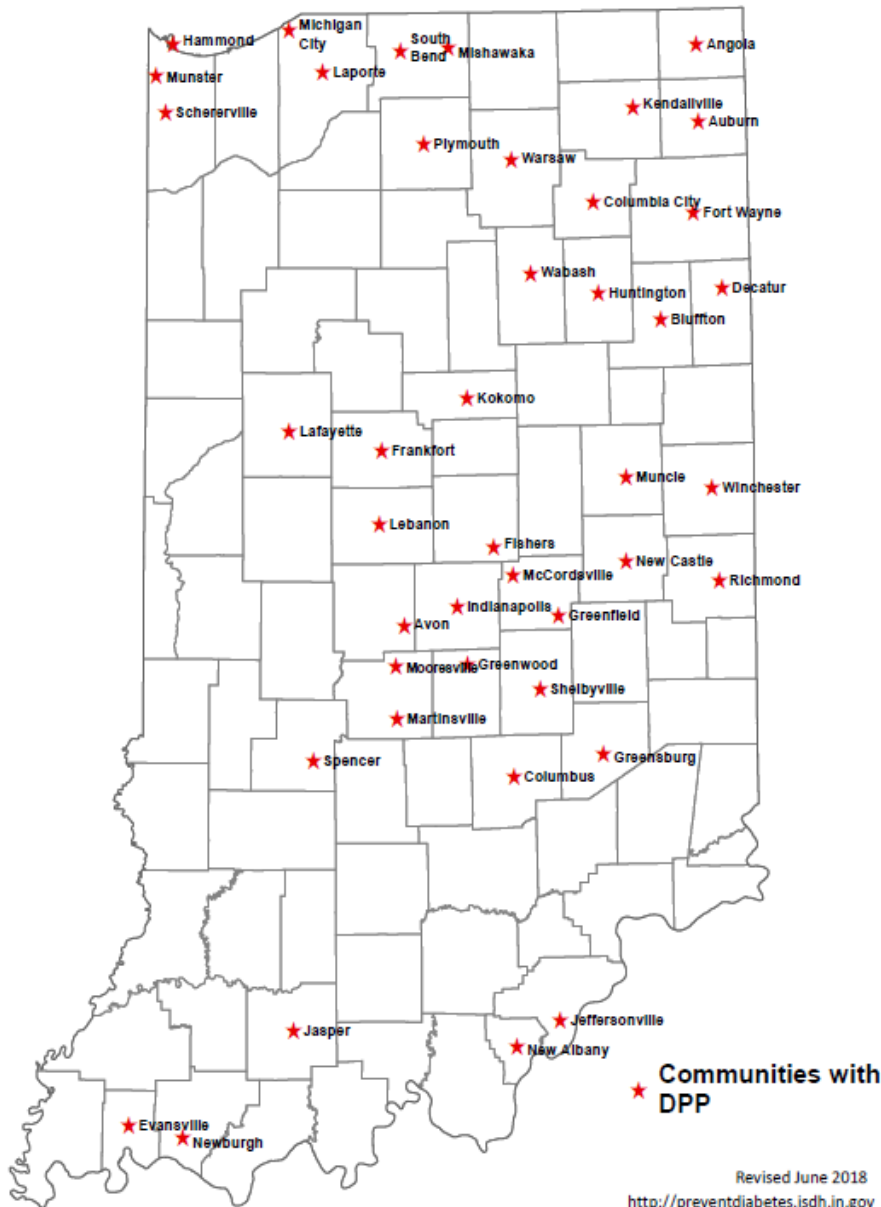 Michigan
City
Hammond
South
Bend
Mishawaka
Angola
Munster
Laporte
Schererville
Kendallville
Auburn
Plymouth
Warsaw
Columbia City
Fort Wayne
Wabash
Huntington
Decatur
Bluffton
Kokomo
Lafayette
Frankfort
Muncie
Winchester
Lebanon
Fishers
McCordsville
New Castle
Richmond
Indianapolis
Greenfield
Avon
Mooresville
Greenwood
Shelbyville
Martinsville
Spencer
Columbus
Greensburg
Jasper
Jeffersonville
New Albany
Communities with
DPP
Evansville
Newburgh
Revised June 2018
http://preventdiabetes.isdh.in.gov